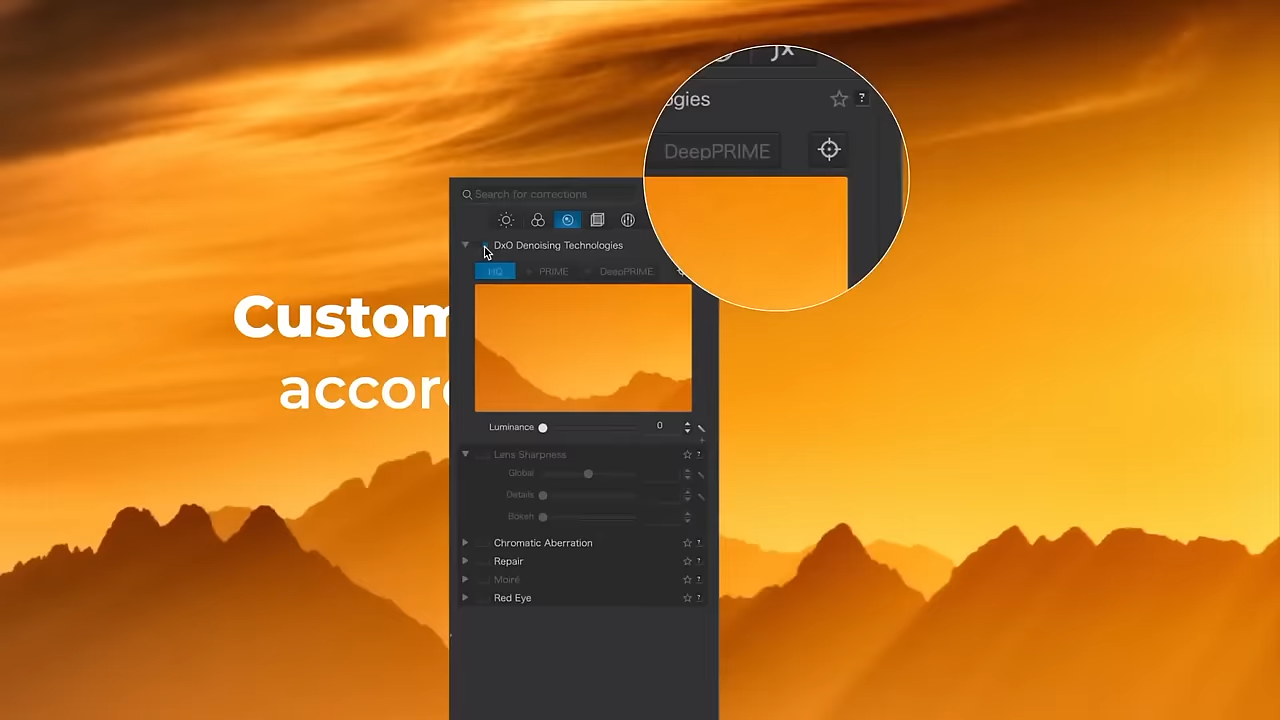 ogies
?
DeepPRIME
Search for corrections
DxO Denoising Technologies
HQ PRIME DeepPRIME
Custom
accor
Luminance 0
Lens Sharpness ?
Global
Details
Bokeh
Chromatic Aberration ?
Repair ?
Moiré ?
Red Eye ?